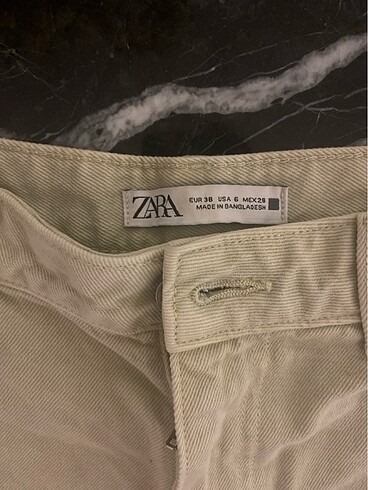 ZARA
EUR 38 USA 6 MEX 28
MADE IN BANGLADESH